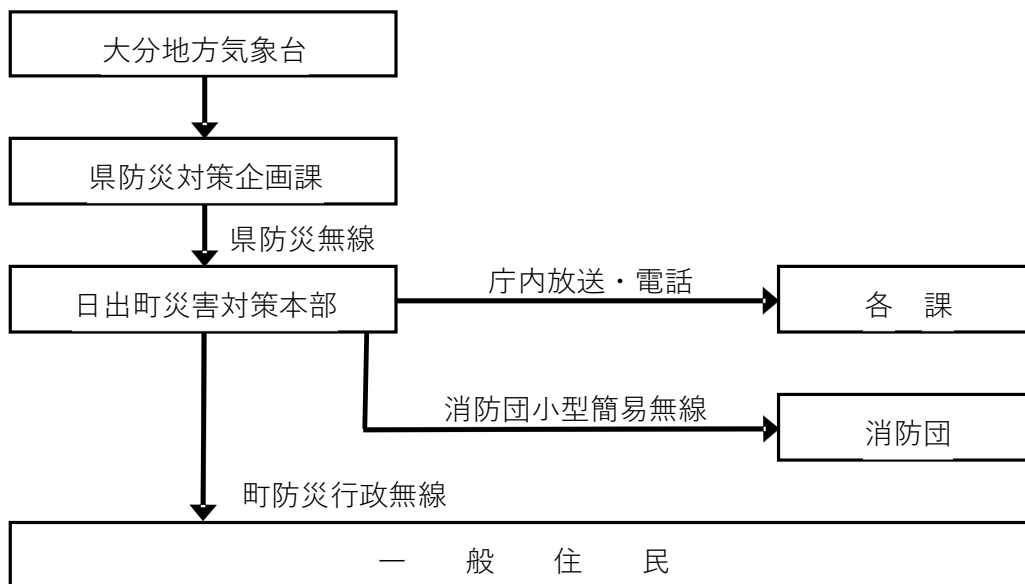 大分地方気象台
県防災対策企画課
県防災無線
日出町災害対策本部
庁内放送・電話
各　課
消防団小型簡易無線
消防団
町防災行政無線
一　般　住　民